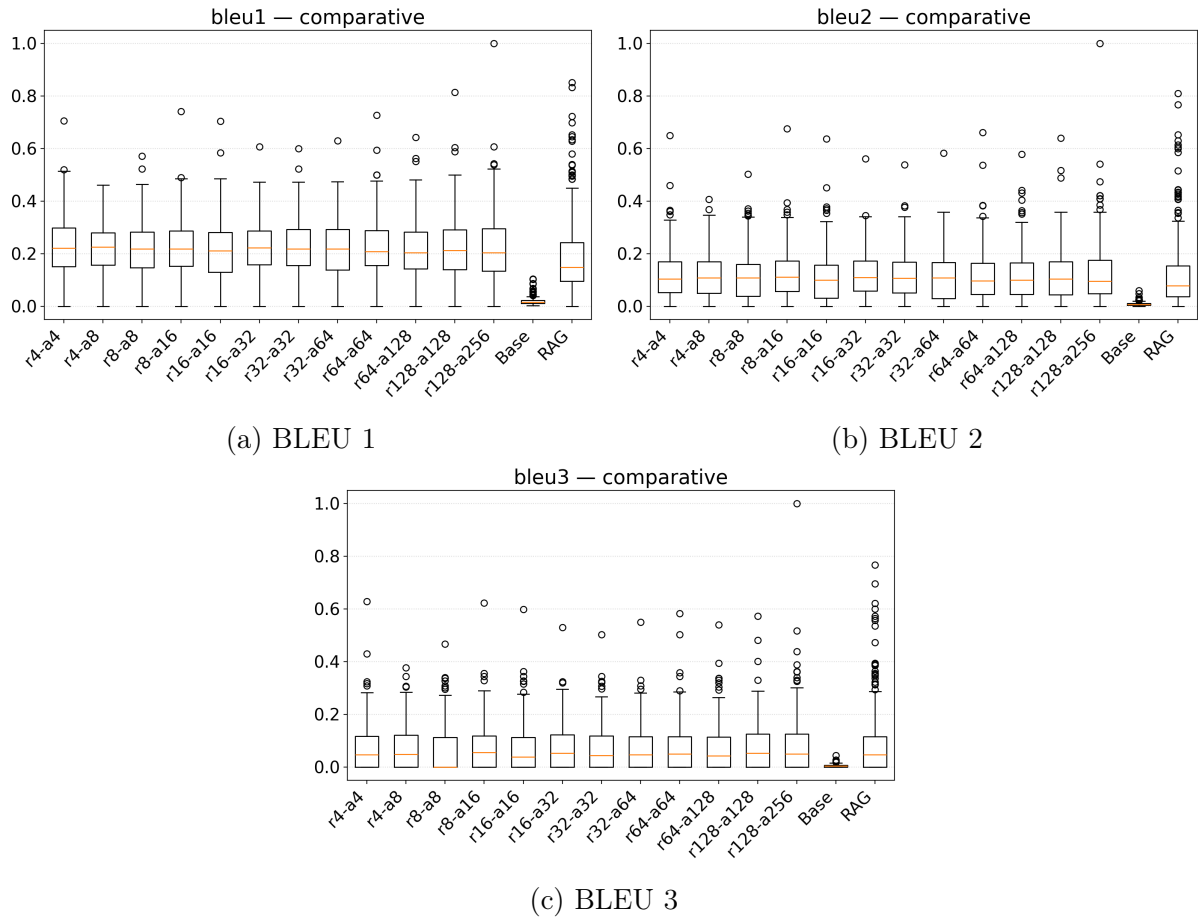 bleu1 — comparative
1.0
0.8
0.6
0.4
0.2
0.0
r4-a4
r4-a8
r8-a8
r8-a16
r16-a16
r16-a32
r32-a32
r32-a64
r64-a64
r64-a128
r128-a128
r128-a256
Base
RAG
(a) BLEU 1
bleu2 — comparative
1.0
0.8
0.6
0.4
0.2
0.0
r4-a4
r4-a8
r8-a8
r8-a16
r16-a16
r16-a32
r32-a32
r32-a64
r64-a64
r64-a128
r128-a128
r128-a256
Base
RAG
(b) BLEU 2
bleu3 — comparative
1.0
0.8
0.6
0.4
0.2
0.0
r4-a4
r4-a8
r8-a8
r8-a16
r16-a16
r16-a32
r32-a32
r32-a64
r64-a64
r64-a128
r128-a128
r128-a256
Base
RAG
(c) BLEU 3